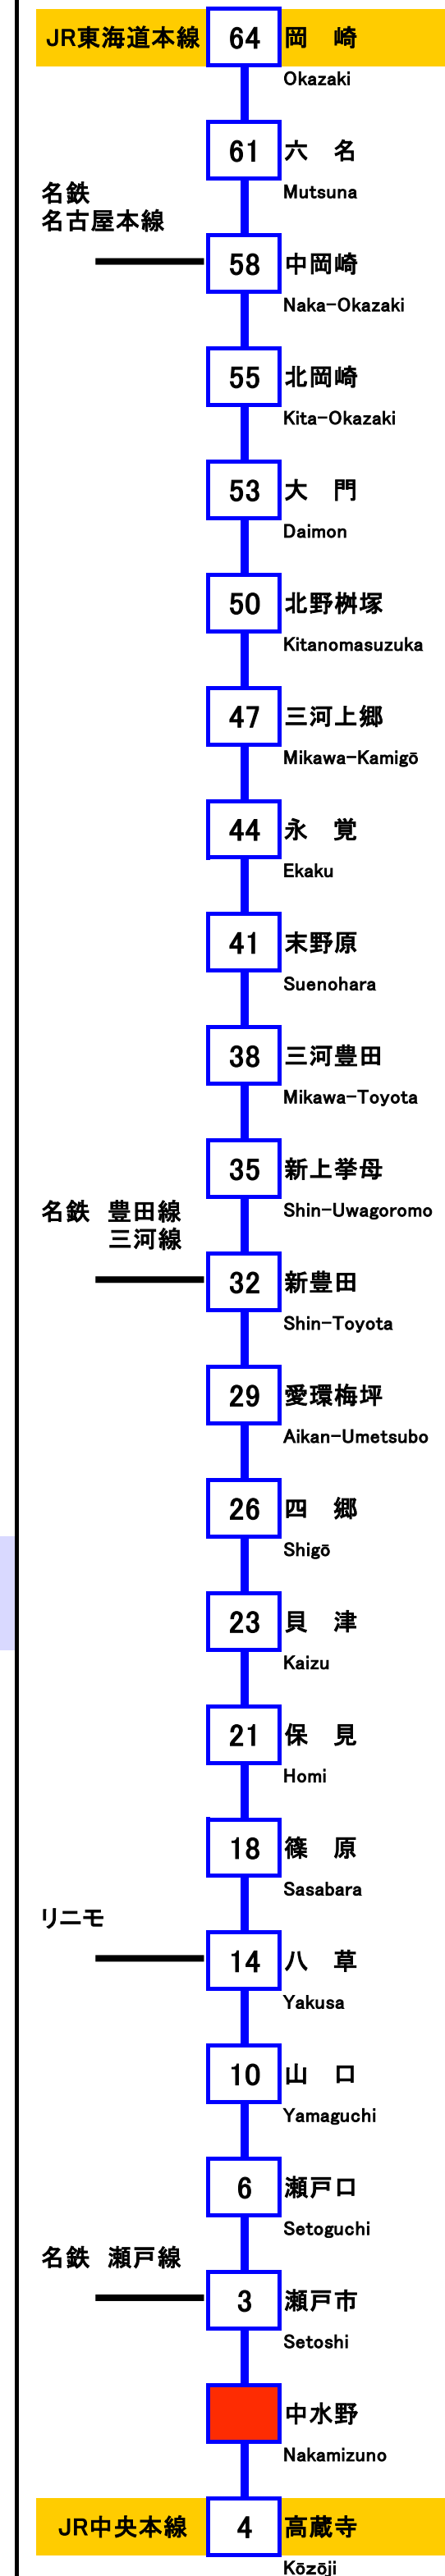 JR東海道本線 64 岡 崎
Okazaki
61 六 名
Mutsuna
名鉄
名古屋本線
58 中岡崎
Naka-Okazaki
55 北岡崎
Kita-Okazaki
53 大 門
Daimon
50 北野桝塚
Kitanomasuzuka
47 三河上郷
Mikawa-Kamigō
44 永 覚
Ekaku
41 末野原
Suenohara
38 三河豊田
Mikawa-Toyota
35 新上挙母
Shin-Uwagoromo
名鉄 豊田線
三河線
32 新豊田
Shin-Toyota
29 愛環梅坪
Aikan-Umetsubo
26 四 郷
Shigō
23 貝 津
Kaizu
21 保 見
Homi
18 篠 原
Sasabara
リニモ
14 八 草
Yakusa
10 山 口
Yamaguchi
6 瀬戸口
Setoguchi
名鉄 瀬戸線
3 瀬戸市
Setoshi
中水野
Nakamizuno
JR中央本線 4 高蔵寺
Kōzōji